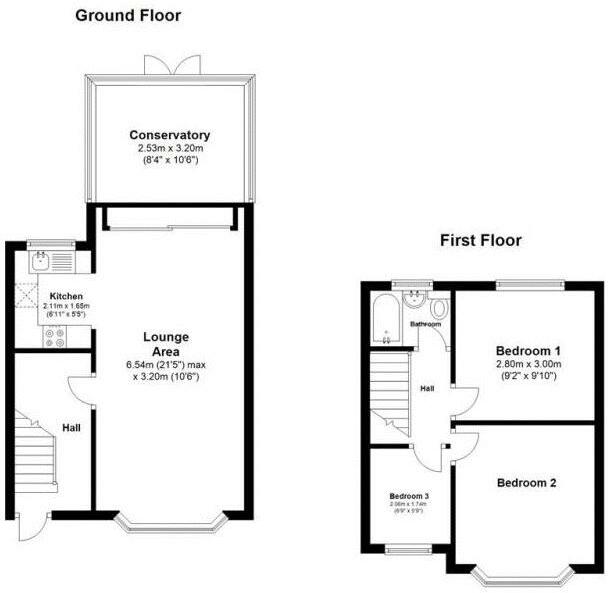 Ground Floor
Conservatory
2.53m x 3.20m
(8'4" x 10'6")
Kitchen
2.11m x 1.65m
(6'11" x 5'5")
Lounge
Area
6.54m (21'5") max
x 3.20m (10'6")
Hall
First Floor
Bathroom
Bedroom 1
2.80m x 3.00m
(9'2" x 9'10")
Hall
Bedroom 2
Bedroom 3
2.06m x 1.74m
(6'9" x 5'9")